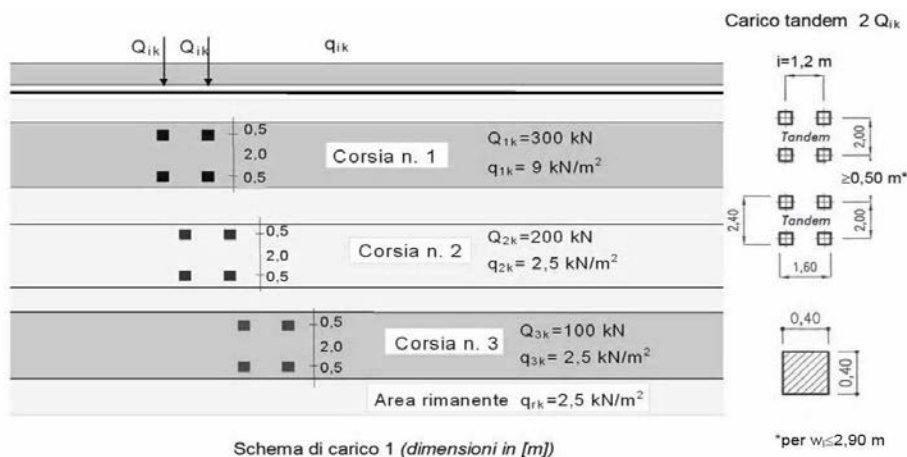 Carico tandem 2 Qik
Qik Qik qik
i=1,2 m
0,5
2,0
0,5
Corsia n. 1
Q1k=300 kN
q1k= 9 kN/m²
Tandem
2,00
≥0,50 m*
0,5
2,0
0,5
Corsia n. 2
Q2k=200 kN
q2k= 2,5 kN/m²
2,40
Tandem
2,00
1,60
0,5
2,0
0,5
Corsia n. 3
Q3k=100 kN
q3k= 2,5 kN/m²
0,40
0,40
Area rimanente qrk=2,5 kN/m²
Schema di carico 1 (dimensioni in [m])
*per wl≤2,90 m